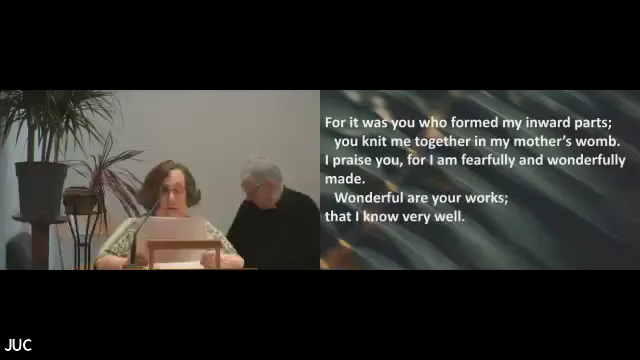 For it was you who formed my inward parts;
you knit me together in my mother's womb.
I praise you, for I am fearfully and wonderfully
made.
Wonderful are your works;
that I know very well.
JUC